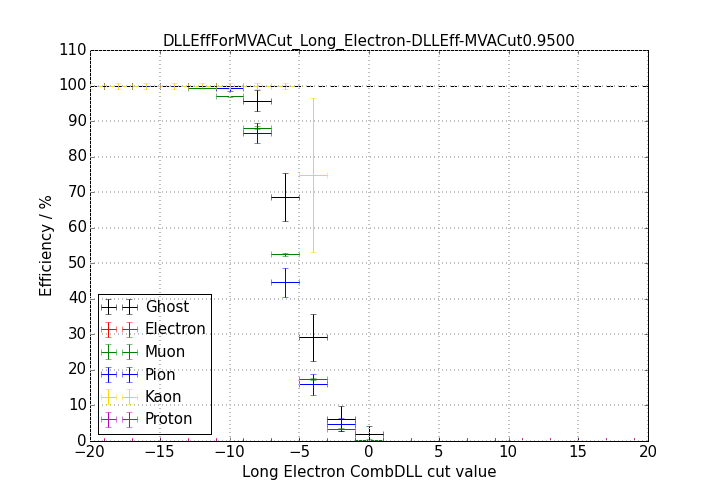 DLLEffForMVACut_Long_Electron-DLLEff-MVACut0.9500
110
100
90
80
70
60
50
40
30
20
10
0
Efficiency / %
Ghost
Electron
Muon
Pion
Kaon
Proton
−20 −15 −10 −5 0 5 10 15 20
Long Electron CombDLL cut value